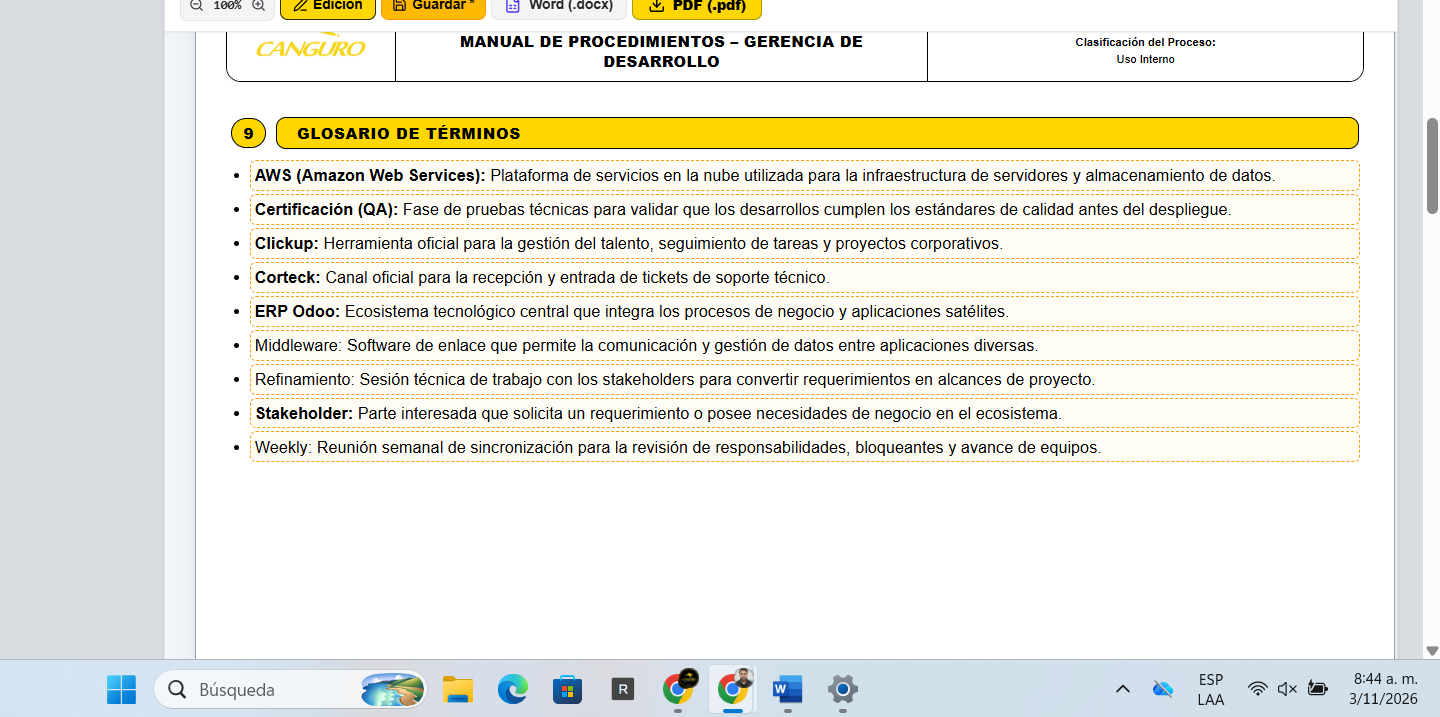 100%
Edición
Guardar *
Word (.docx)
PDF (.pdf)
CANGURO
MANUAL DE PROCEDIMIENTOS – GERENCIA DE
DESARROLLO
Clasificación del Proceso:
Uso Interno
9
GLOSARIO DE TÉRMINOS
• AWS (Amazon Web Services): Plataforma de servicios en la nube utilizada para la infraestructura de servidores y almacenamiento de datos.
• Certificación (QA): Fase de pruebas técnicas para validar que los desarrollos cumplen los estándares de calidad antes del despliegue.
• Clickup: Herramienta oficial para la gestión del talento, seguimiento de tareas y proyectos corporativos.
• Corteck: Canal oficial para la recepción y entrada de tickets de soporte técnico.
• ERP Odoo: Ecosistema tecnológico central que integra los procesos de negocio y aplicaciones satélites.
• Middleware: Software de enlace que permite la comunicación y gestión de datos entre aplicaciones diversas.
• Refinamiento: Sesión técnica de trabajo con los stakeholders para convertir requerimientos en alcances de proyecto.
• Stakeholder: Parte interesada que solicita un requerimiento o posee necesidades de negocio en el ecosistema.
• Weekly: Reunión semanal de sincronización para la revisión de responsabilidades, bloqueantes y avance de equipos.
Búsqueda
R
W
ESP
LAA
8:44 a. m.
3/11/2026